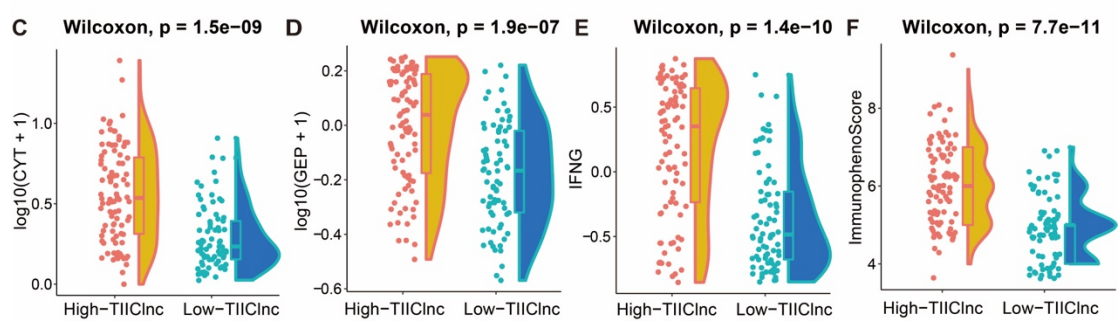 C Wilcoxon, p = 1.5e−09
log10(CYT + 1)
1.0
0.5
0.0
High−TIIClnc Low−TIIClnc
D Wilcoxon, p = 1.9e−07
log10(GEP + 1)
0.2
0.0
−0.2
−0.4
−0.6
High−TIIClnc Low−TIIClnc
E Wilcoxon, p = 1.4e−10
IFNG
0.5
0.0
−0.5
High−TIIClnc Low−TIIClnc
F Wilcoxon, p = 7.7e−11
ImmunophenoScore
8
6
4
High−TIIClnc Low−TIIClnc